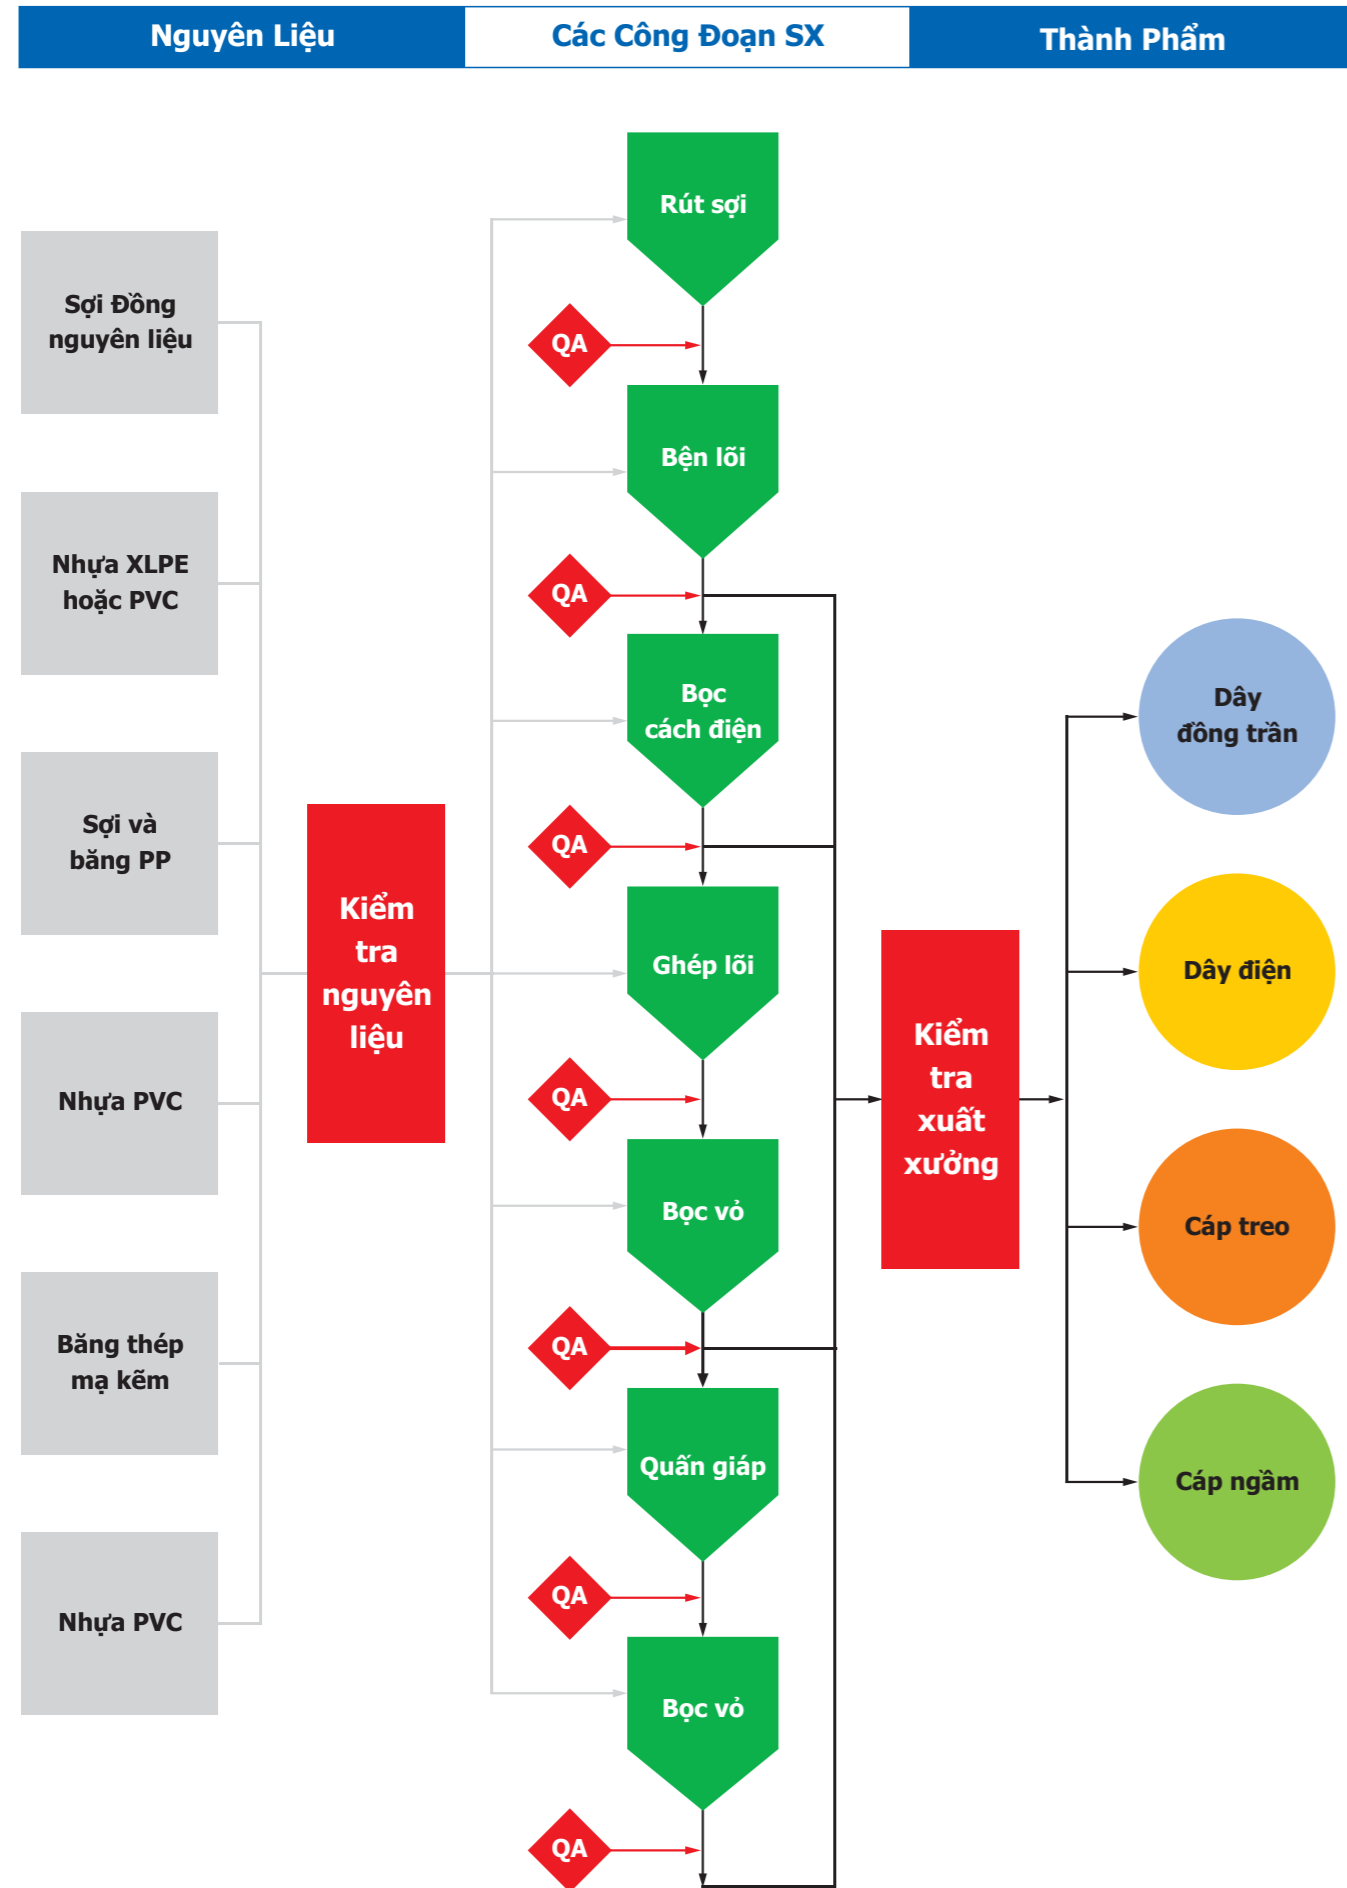 Nguyên Liệu
Các Công Đoạn SX
Thành Phẩm
Sợi Đồng
nguyên liệu
Nhựa XLPE
hoặc PVC
Sợi và
băng PP
Nhựa PVC
Băng thép
mạ kẽm
Nhựa PVC
Kiểm
tra
nguyên
liệu
Rút sợi
QA
Bện lõi
QA
Bọc
cách điện
QA
Ghép lõi
QA
Bọc vỏ
QA
Quấn giáp
QA
Bọc vỏ
QA
Kiểm
tra
xuất
xưởng
Dây
đồng trần
Dây điện
Cáp treo
Cáp ngầm